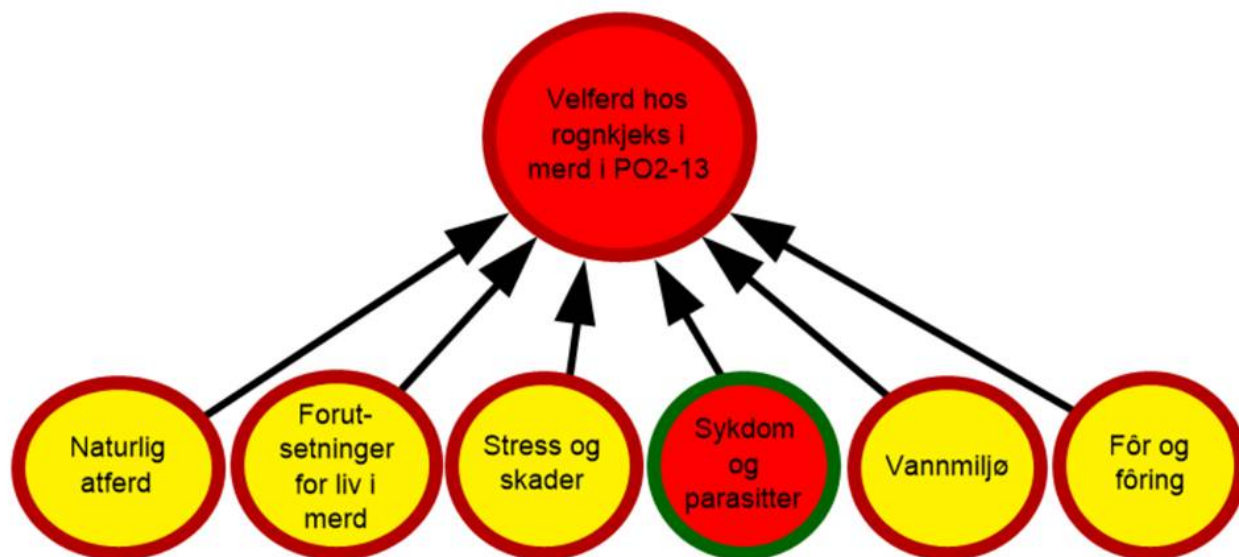 Velferd hos
rognkjeks i
merd i PO2-13
Naturlig
atferd
Forut-
setninger
for liv i
merd
Stress og
skader
Sykdom
og
parasitter
Vannmiljø
Fôr og
fôring